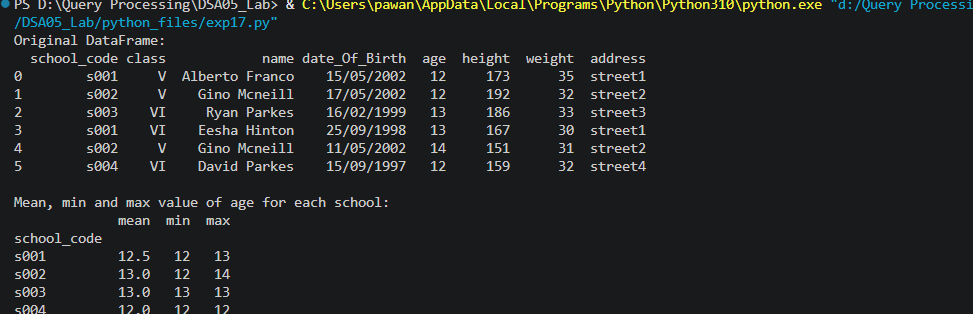 PS D:\Query Processing\DSA05_Lab> & C:\Users\pawan\AppData\Local\Programs\Python\Python310\python.exe "d:/Query Processi
/DSA05_Lab/python_files/exp17.py"
Original DataFrame:
  school_code class            name date_Of_Birth  age  height  weight  address
0        s001     V  Alberto Franco    15/05/2002   12     173      35  street1
1        s002     V    Gino Mcneill    17/05/2002   12     192      32  street2
2        s003    VI     Ryan Parkes    16/02/1999   13     186      33  street3
3        s001    VI    Eesha Hinton    25/09/1998   13     167      30  street1
4        s002     V    Gino Mcneill    11/05/2002   14     151      31  street2
5        s004    VI    David Parkes    15/09/1997   12     159      32  street4
Mean, min and max value of age for each school:
             mean  min  max
school_code
s001         12.5   12   13
s002         13.0   12   14
s003         13.0   13   13
s004         12.0   12   12